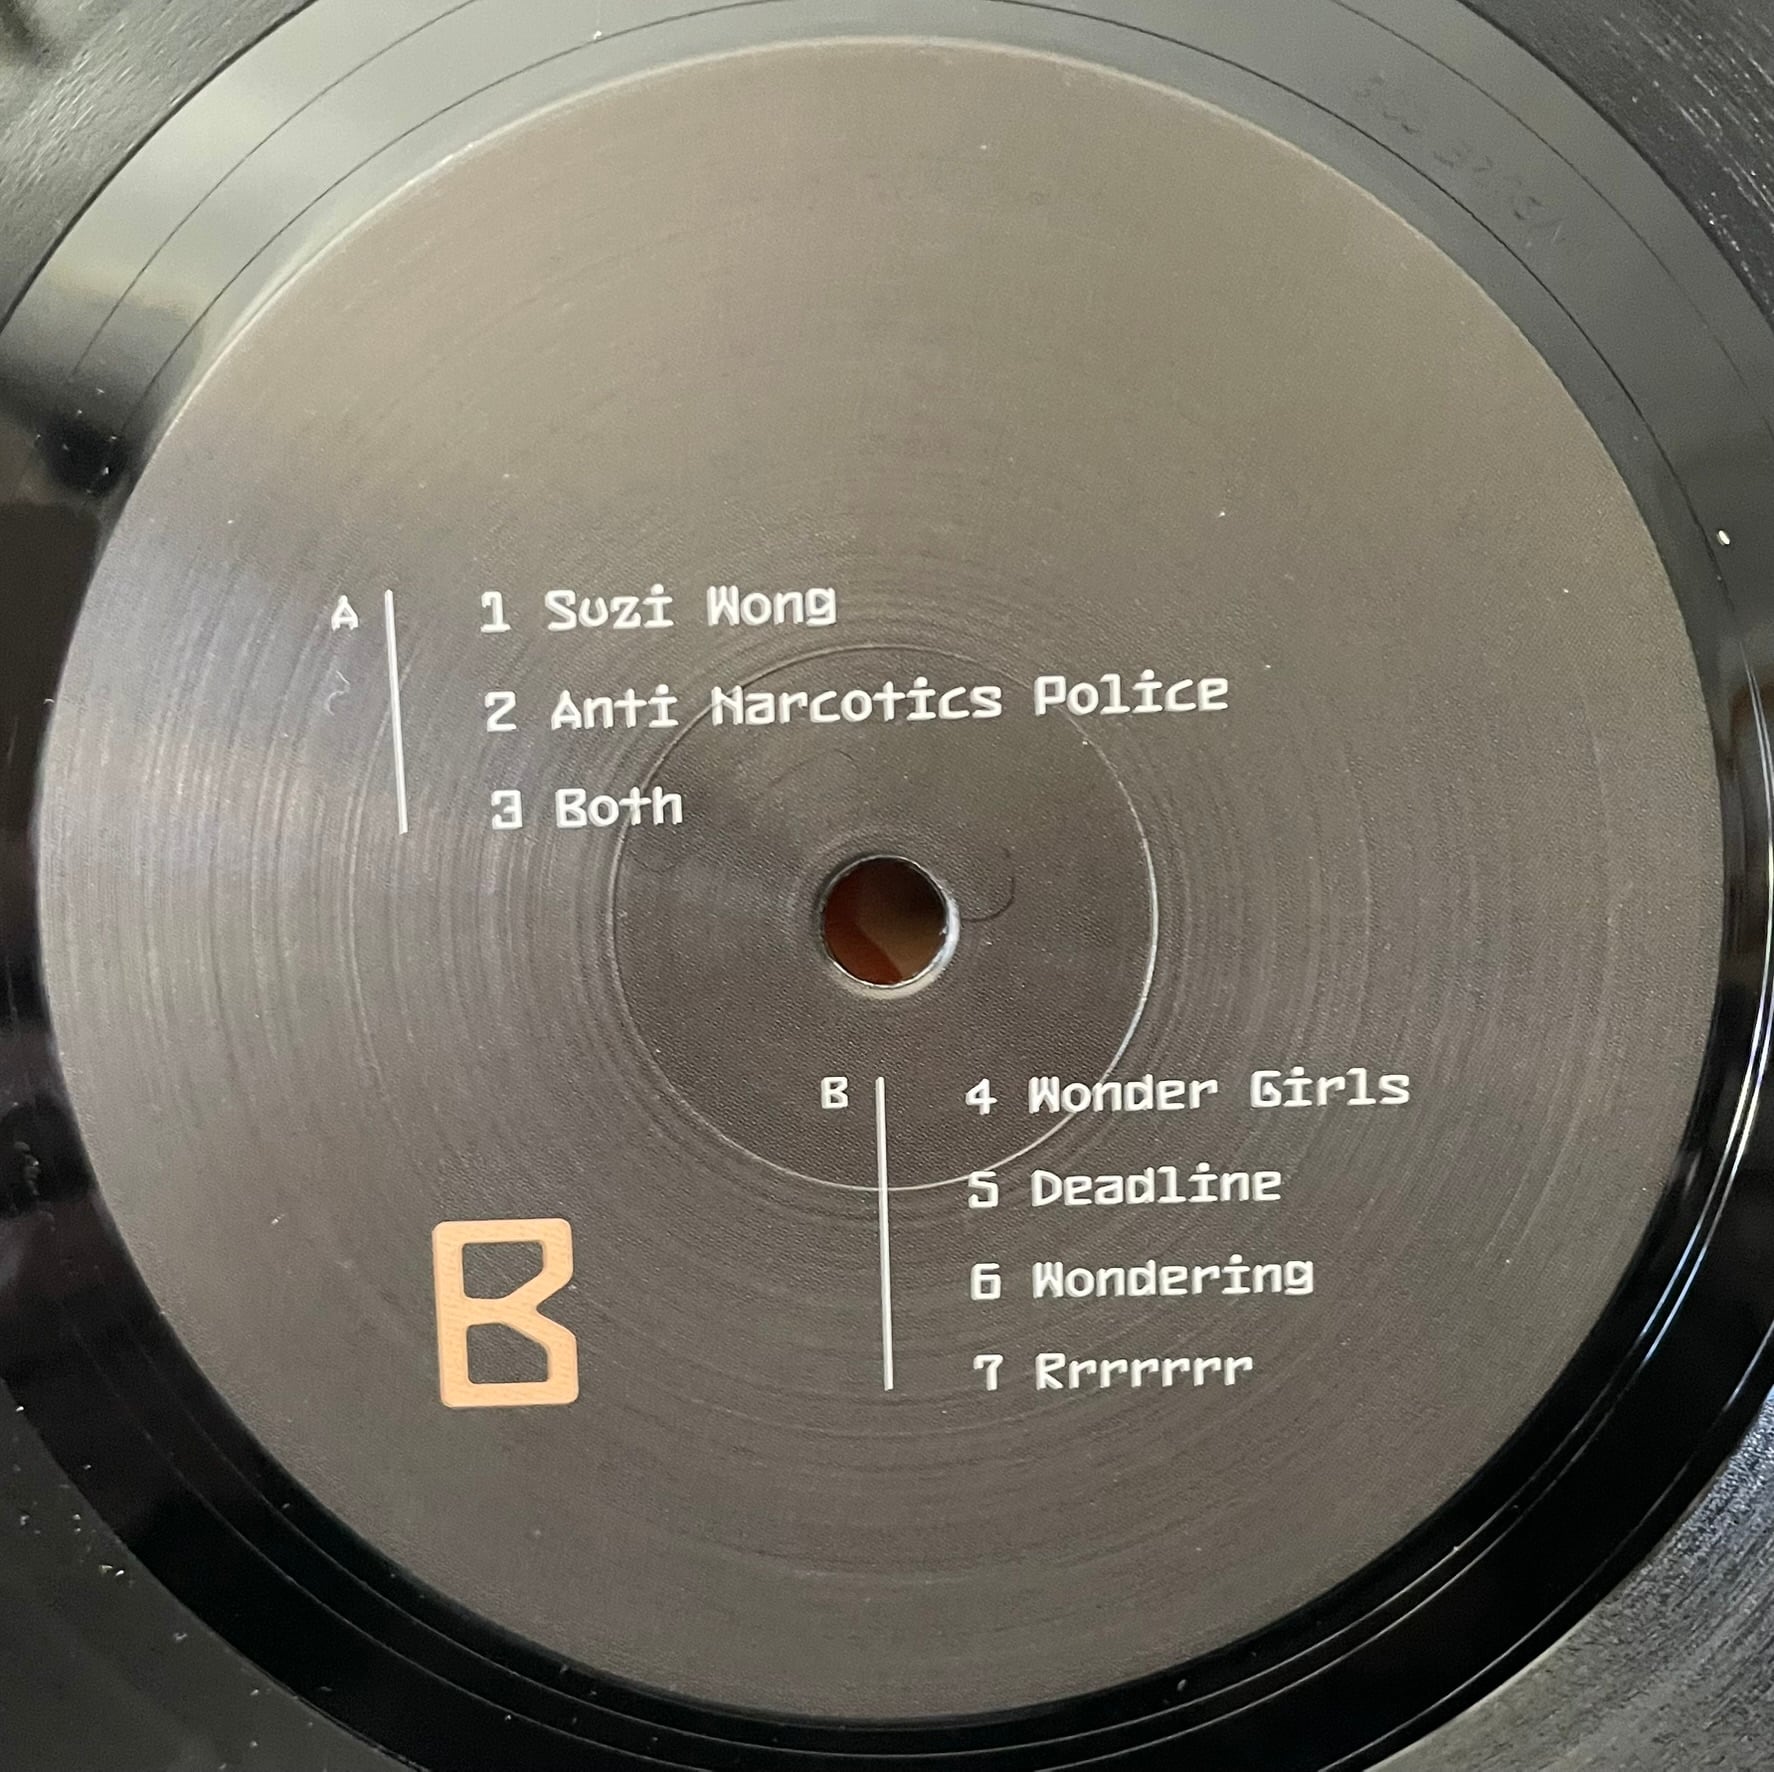 A
1 Suzi Wong
2 Anti Narcotics Police
3 Both
B
4 Wonder Girls
5 Deadline
6 Wondering
7 Rrrrrrr
B